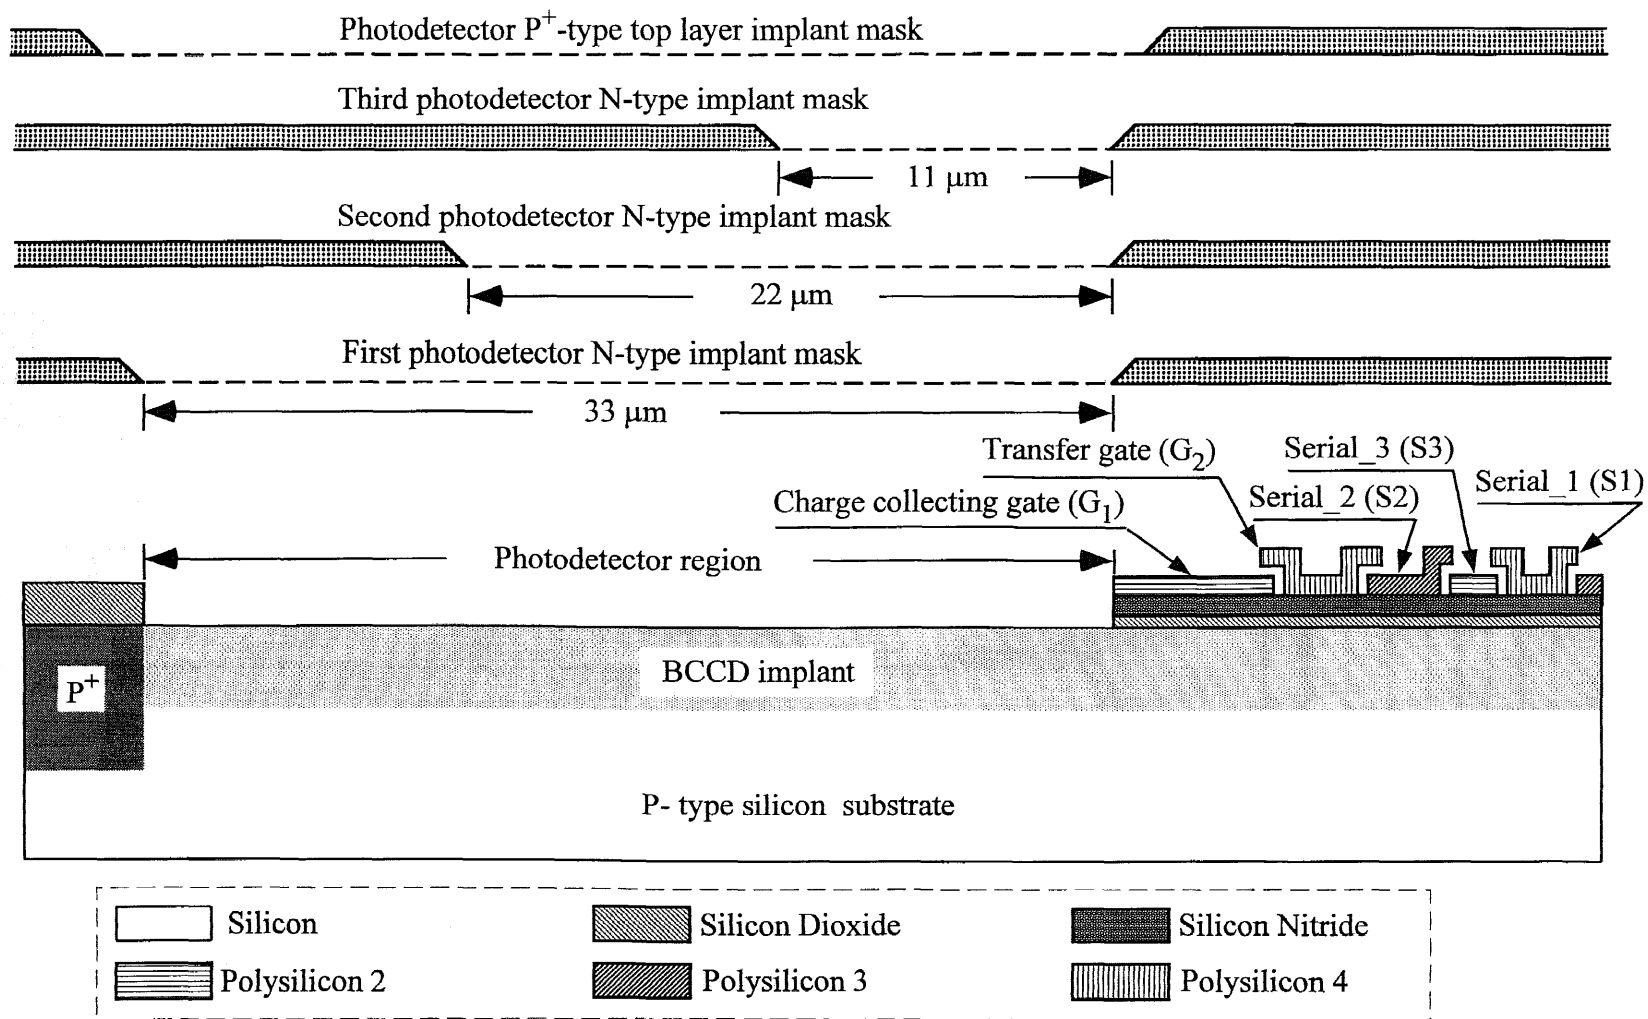 Photodetector P+-type top layer implant mask
Third photodetector N-type implant mask
11 μm
Second photodetector N-type implant mask
22 μm
First photodetector N-type implant mask
33 μm
Transfer gate (G2)
Serial_3 (S3)
Charge collecting gate (G1)
Serial_2 (S2)
Serial_1 (S1)
Photodetector region
BCCD implant
P+
P- type silicon substrate
Silicon
Silicon Dioxide
Silicon Nitride
Polysilicon 2
Polysilicon 3
Polysilicon 4